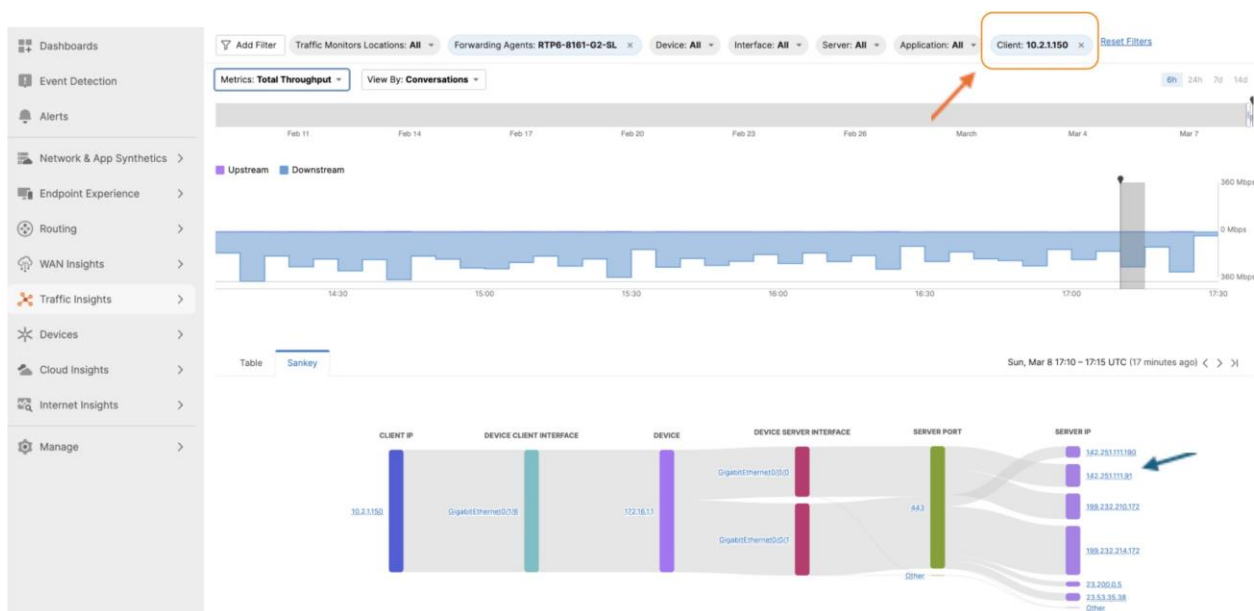 Dashboards
Event Detection
Alerts
Network & App Synthetics
Endpoint Experience
Routing
WAN Insights
Traffic Insights
Devices
Cloud Insights
Internet Insights
Manage
Add Filter Traffic Monitors Locations: All Forwarding Agents: RTP6-8161-G2-SL × Device: All Interface: All Server: All Application: All Client: 10.2.1.150 × Reset Filters
Metrics: Total Throughput View By: Conversations 6h 24h 7d 14d
Feb 11 Feb 14 Feb 17 Feb 20 Feb 23 Feb 26 March Mar 4 Mar 7
Upstream Downstream
360 Mbps
0 Mbps
360 Mbps
14:30 15:00 15:30 16:00 16:30 17:00 17:30
Table Sankey Sun, Mar 8 17:10 – 17:15 UTC (17 minutes ago)
CLIENT IP DEVICE CLIENT INTERFACE DEVICE DEVICE SERVER INTERFACE SERVER PORT SERVER IP
142.251.111.190
GigabitEthernet0/0/0 142.251.111.91
10.2.1.150 GigabitEthernet0/1/6 172.16.1.1 443 199.232.210.172
GigabitEthernet0/0/1 199.232.214.172
Other 23.200.0.5
23.53.35.38
Other